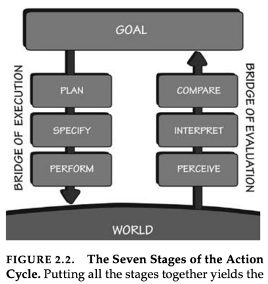 GOAL
BRIDGE OF EXECUTION
PLAN
SPECIFY
PERFORM
COMPARE
INTERPRET
PERCEIVE
BRIDGE OF EVALUATION
WORLD
FIGURE 2.2. The Seven Stages of the Action
Cycle. Putting all the stages together yields the